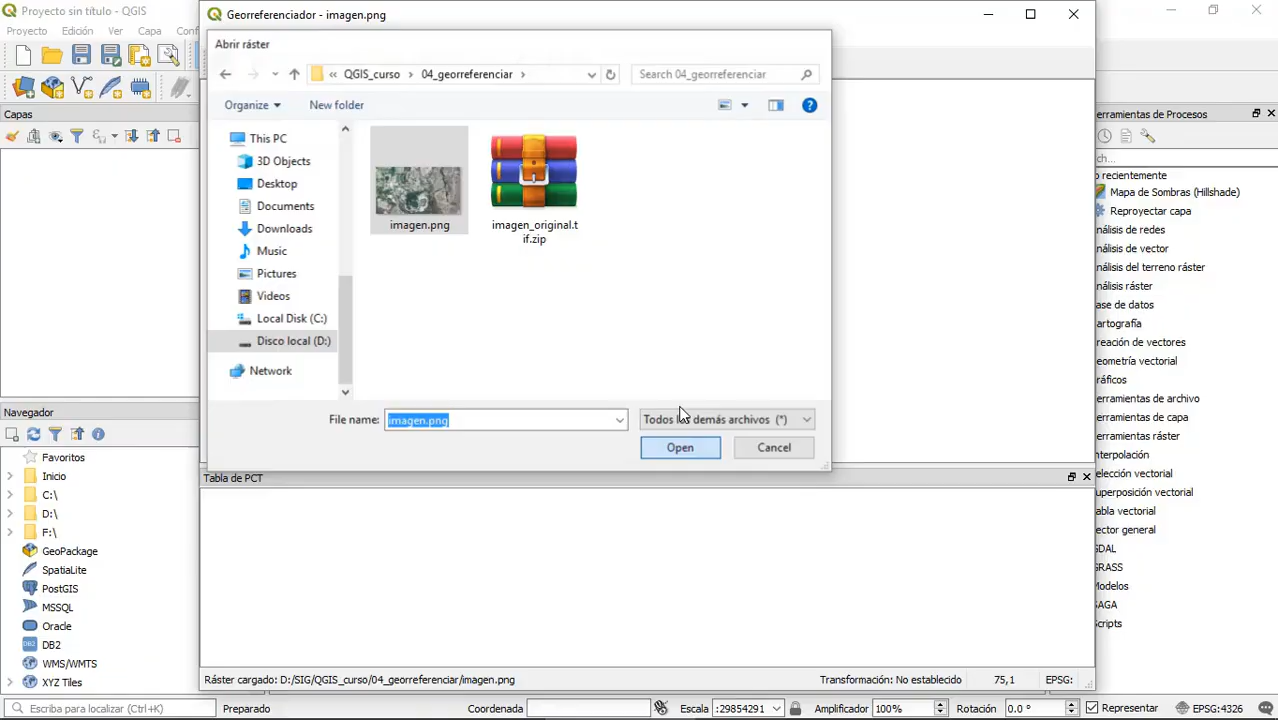 Proyecto sin título - QGIS
Georreferenciador - imagen.png
Proyecto Edición Ver Capa
Abrir ráster
QGIS_curso 04_georreferenciar
Search 04_georreferenciar
Organize New folder
Capas
This PC
3D Objects
Desktop
Documents
Downloads
Music
Pictures
Videos
Local Disk (C:)
Disco local (D:)
Network
imagen.png
imagen_original.t
if.zip
File name: imagen.png
Todos demás archivos (*)
Open Cancel
erramientas de Procesos
ch...
o recientemente
Mapa de Sombras (Hillshade)
Reproyectar capa
nálisis de redes
nálisis de vector
nálisis del terreno ráster
nálisis ráster
ase de datos
artografía
reación de vectores
eometría vectorial
ráficos
erramientas de archivo
erramientas de capa
erramientas ráster
nterpolación
elección vectorial
uperposición vectorial
abla vectorial
ector general
GDAL
GRASS
Modelos
SAGA
Scripts
Navegador
Favoritos
Inicio
C:\
D:\
F:\
GeoPackage
SpatiaLite
PostGIS
MSSQL
Oracle
DB2
WMS/WMTS
XYZ Tiles
Tabla de PCT
Ráster cargado: D:/SIG/QGIS_curso/04_georreferenciar/imagen.png
Transformación: No establecido 75,1 EPSG:
Escriba para localizar (Ctrl+K)
Preparado
Coordenada
Escala :29854291
Amplificador 100%
Rotación 0.0 °
Representar
EPSG:4326